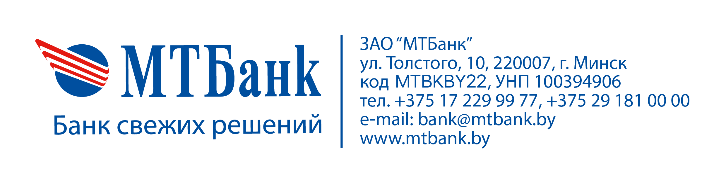 МТБанк
Банк свежих решений
ЗАО "МТБанк"
ул. Толстого, 10, 220007, г. Минск
код MTBKBY22, УНП 100394906
тел. +375 17 229 99 77, +375 29 181 00 00
e-mail: bank@mtbank.by
www.mtbank.by